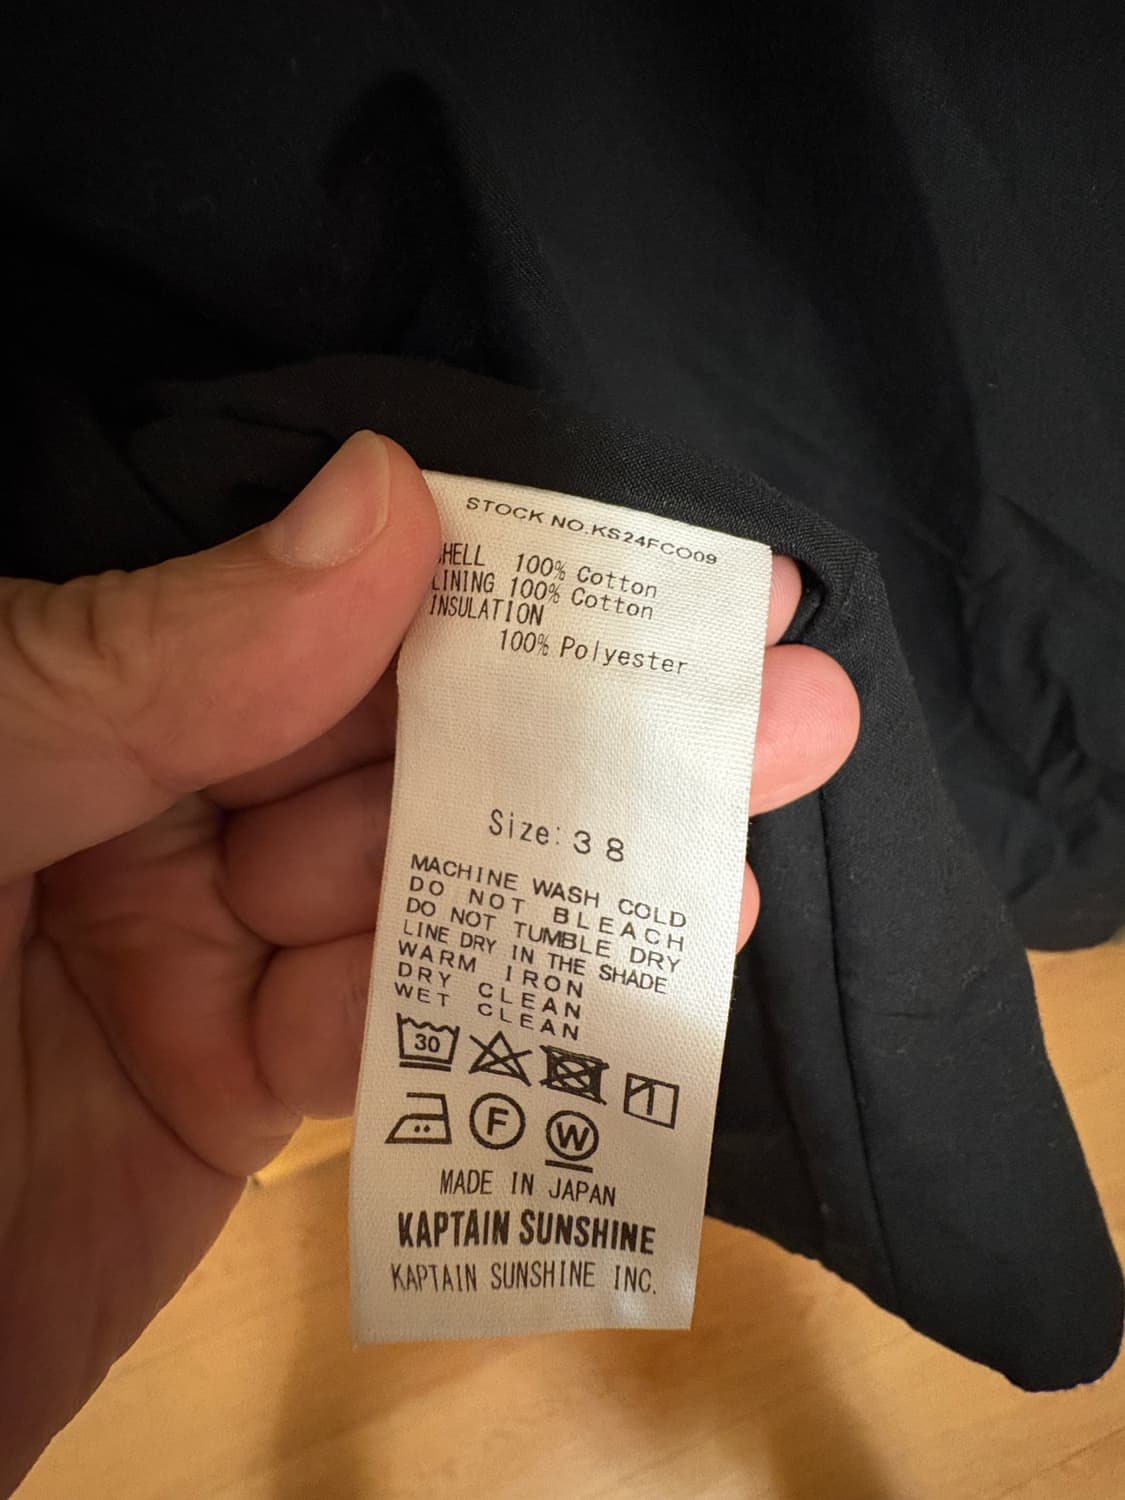 STOCK NO.KS24FCO09
SHELL 100% Cotton
LINING 100% Cotton
INSULATION
100% Polyester
Size: 38
MACHINE WASH COLD
DO NOT BLEACH
DO NOT TUMBLE DRY
LINE DRY IN THE SHADE
WARM IRON
DRY CLEAN
WET CLEAN
30
F W
MADE IN JAPAN
KAPTAIN SUNSHINE
KAPTAIN SUNSHINE INC.